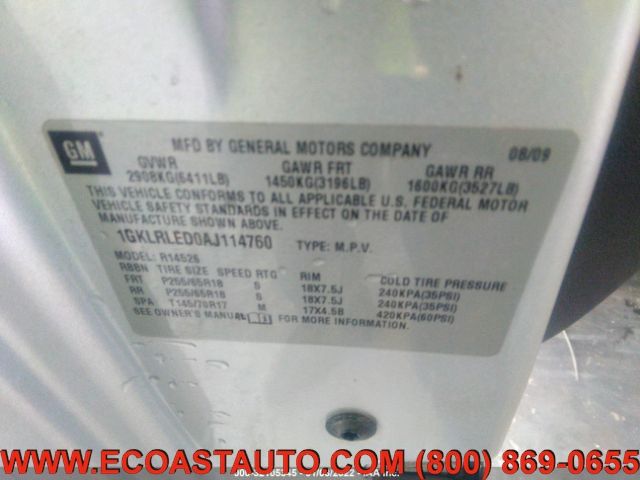 GM
MFD BY GENERAL MOTORS COMPANY 08/09
GVWR GAWR FRT GAWR RR
2908KG(6411LB) 1450KG(3196LB) 1600KG(3527LB)
THIS VEHICLE CONFORMS TO ALL APPLICABLE U.S. FEDERAL MOTOR
VEHICLE SAFETY STANDARDS IN EFFECT ON THE DATE OF
MANUFACTURE SHOWN ABOVE.
1GKLRLED0AJ114760 TYPE: M.P.V.
MODEL: R14526
RBBN TIRE SIZE SPEED RTG RIM COLD TIRE PRESSURE
FRT P255/65R18 S 18X7.5J 240KPA(35PSI)
RR P255/65R18 S 18X7.5J 240KPA(35PSI)
SPA T145/70R17 M 17X4.5B 420KPA(60PSI)
SEE OWNER'S MANUAL FOR MORE INFORMATION.
WWW.ECOASTAUTO.COM (800) 869-0655